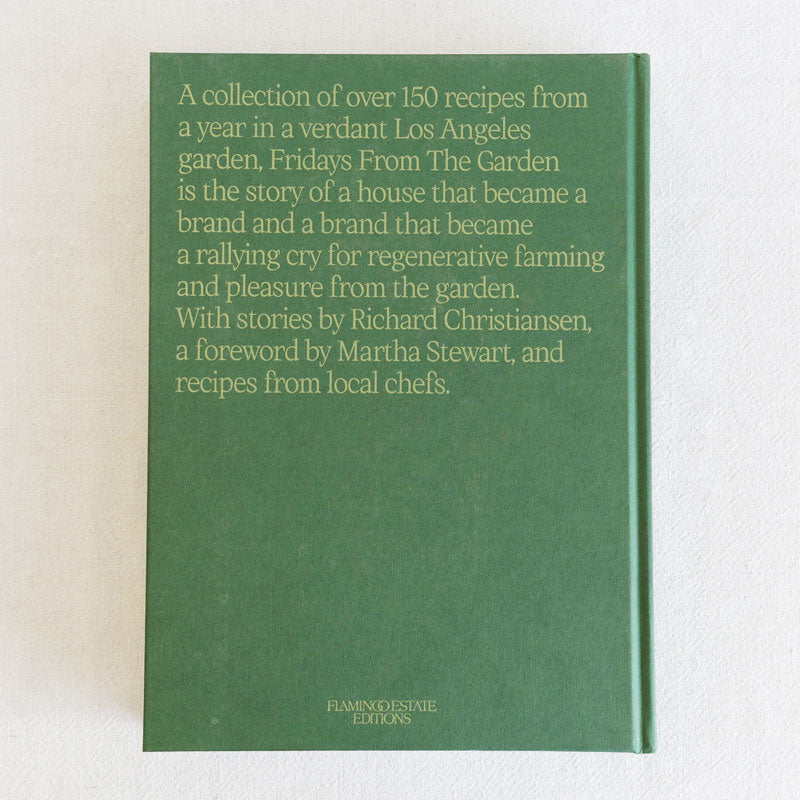 A collection of over 150 recipes from
a year in a verdant Los Angeles
garden, Fridays From The Garden
is the story of a house that became a
brand and a brand that became
a rallying cry for regenerative farming
and pleasure from the garden.
With stories by Richard Christiansen,
a foreword by Martha Stewart, and
recipes from local chefs.
FLAMINGO ESTATE
EDITIONS